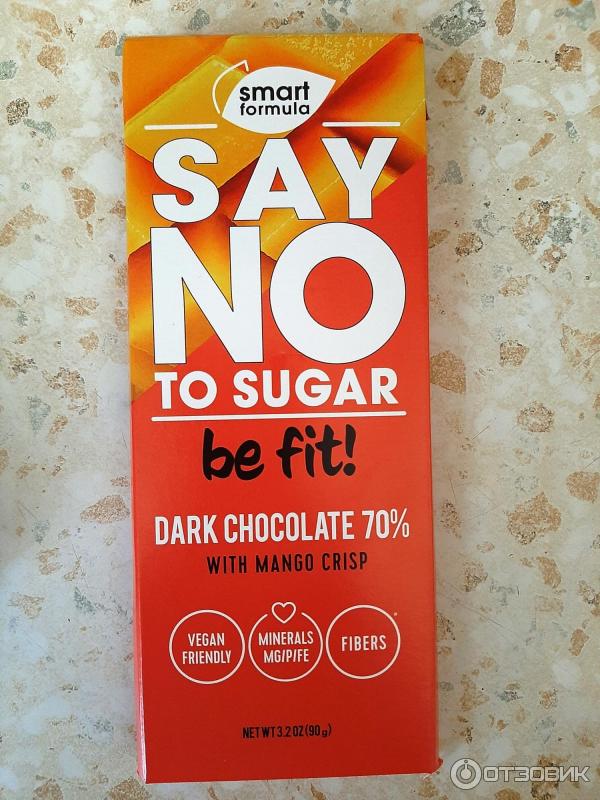 smart
formula
SAY
NO
TO SUGAR
be fit!
DARK CHOCOLATE 70%
WITH MANGO CRISP
VEGAN
FRIENDLY
MINERALS
MG/P/FE
FIBERS*
NET WT 3.2 OZ (90g)
ОТЗОВИК